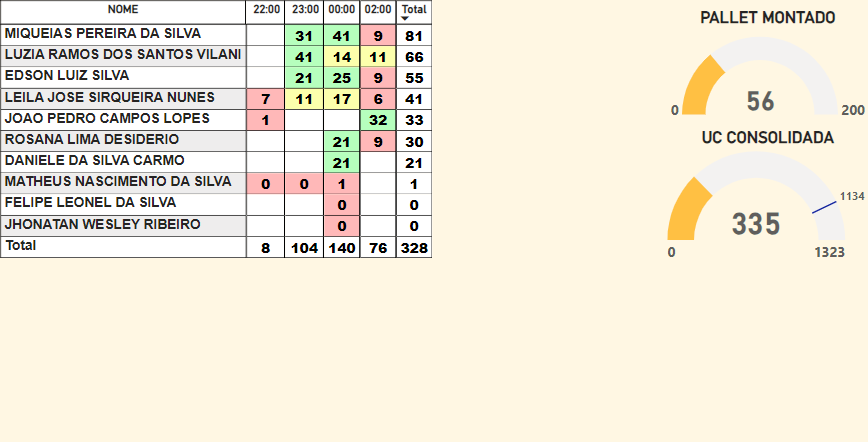 NOME 22:00 23:00 00:00 02:00 Total
MIQUEIAS PEREIRA DA SILVA 31 41 9 81
LUZIA RAMOS DOS SANTOS VILANI 41 14 11 66
EDSON LUIZ SILVA 21 25 9 55
LEILA JOSE SIRQUEIRA NUNES 7 11 17 6 41
JOAO PEDRO CAMPOS LOPES 1 32 33
ROSANA LIMA DESIDERIO 21 9 30
DANIELE DA SILVA CARMO 21 21
MATHEUS NASCIMENTO DA SILVA 0 0 1 1
FELIPE LEONEL DA SILVA 0 0
JHONATAN WESLEY RIBEIRO 0 0
Total 8 104 140 76 328
PALLET MONTADO
56
0 200
UC CONSOLIDADA
1134
335
0 1323